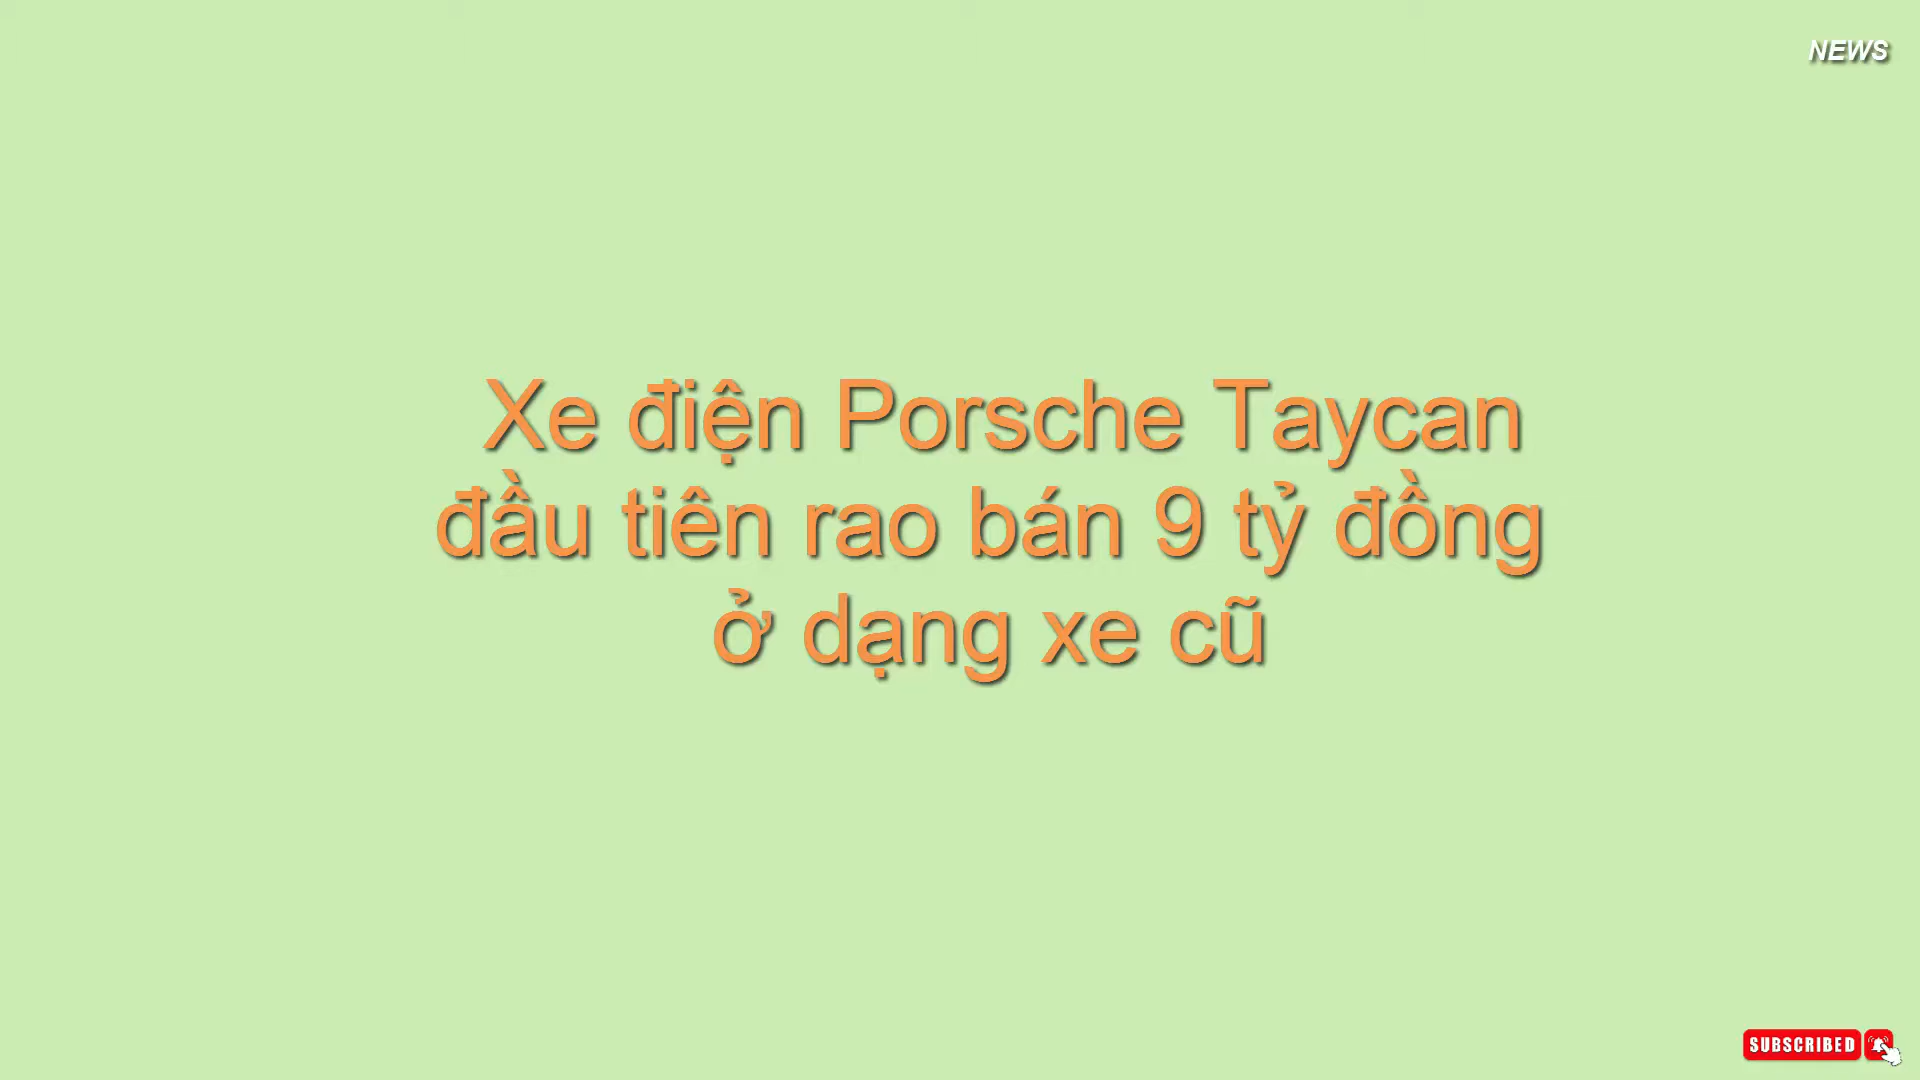 NEWS
Xe điện Porsche Taycan
đầu tiên rao bán 9 tỷ đồng
ở dạng xe cũ
SUBSCRIBED